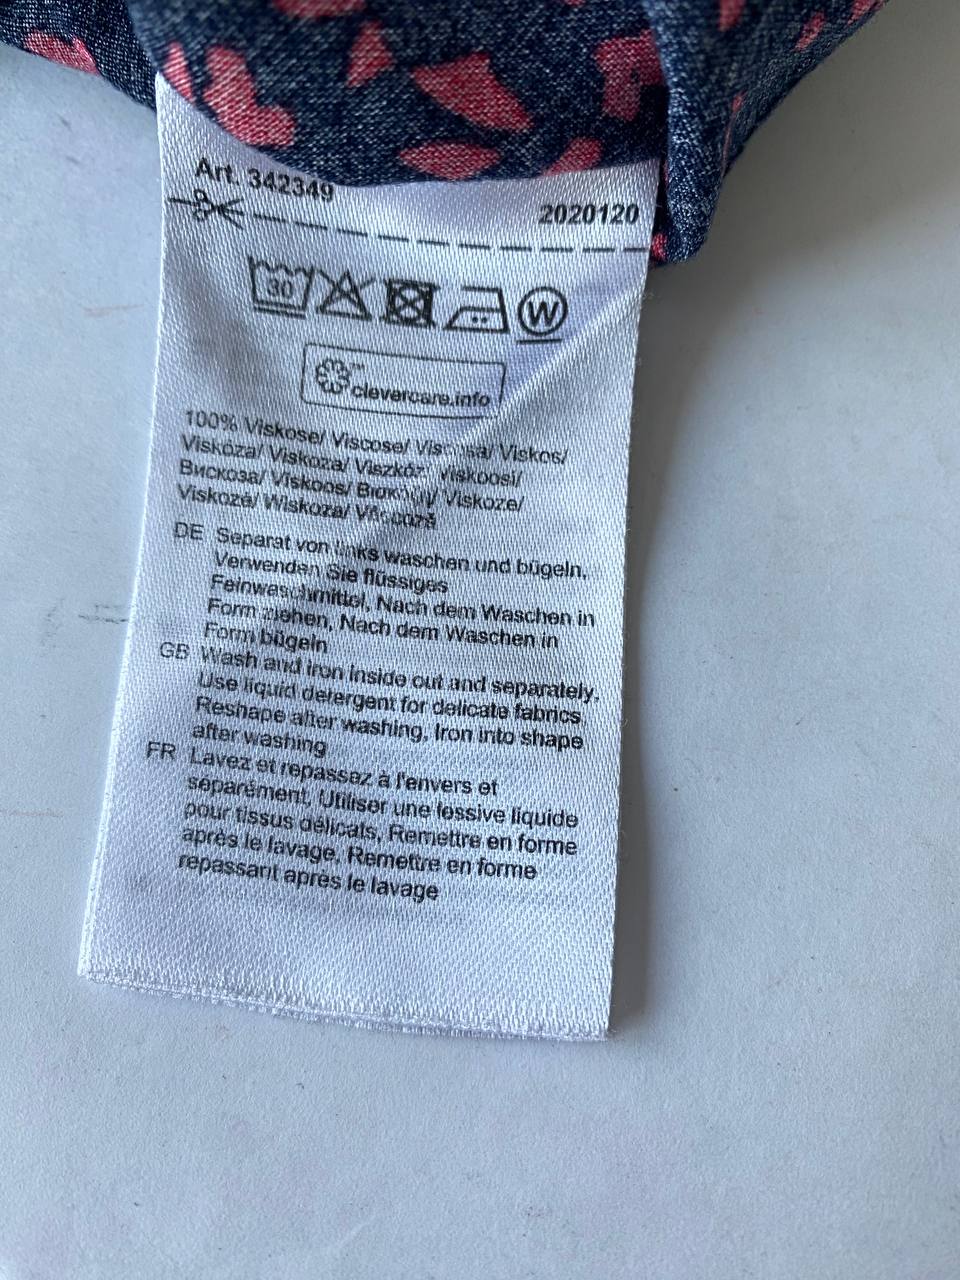 Art. 342349
2020120
30
W
clevercare.info
100% Viskose/ Viscose/ Viscosa/ Viskos/
Viskóza/ Viskoza/ Viszkóz/ Viskoosi/
Вискоза/ Viskoos/ Βισκόζη/ Viskoze/
Viskozė/ Wiskoza/ Vâscoză
DE Separat von links waschen und bügeln,
Verwenden Sie flüssiges
Feinwaschmittel, Nach dem Waschen in
Form ziehen, Nach dem Waschen in
Form bügeln
GB Wash and iron inside out and separately,
Use liquid detergent for delicate fabrics,
Reshape after washing, Iron into shape
after washing
FR Lavez et repassez à l'envers et
séparément, Utiliser une lessive liquide
pour tissus délicats, Remettre en forme
après le lavage, Remettre en forme
repassant après le lavage